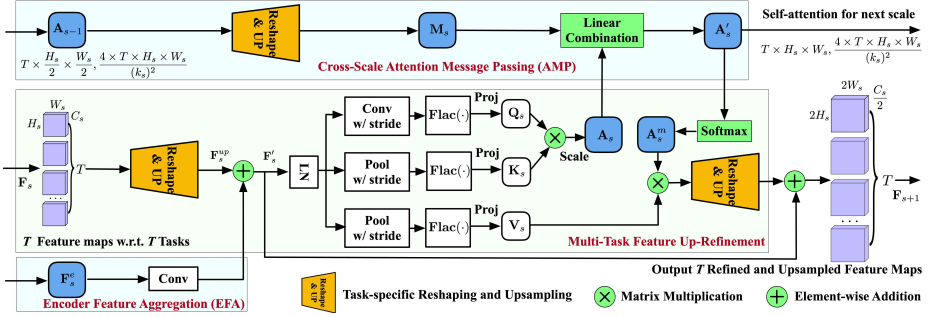 A_{s-1}
Reshape & UP
M_s
Linear Combination
A'_s
Self-attention for next scale
T × H_s/2 × W_s/2, 4 × T × H_s × W_s/(k_s)^2
T × H_s × W_s, 4 × T × H_s × W_s/(k_s)^2
Cross-Scale Attention Message Passing (AMP)
W_s
H_s
C_s
F_s
...
T
T Feature maps w.r.t. T Tasks
Reshape & UP
F_s^{up}
F'_s
LN
Conv w/ stride
Flac(·)
Proj
Q_s
Pool w/ stride
Flac(·)
Proj
K_s
Pool w/ stride
Flac(·)
Proj
V_s
Scale
A_s
A_s^m
Softmax
Reshape & UP
Multi-Task Feature Up-Refinement
2W_s
C_s/2
2H_s
...
T
F_{s+1}
Output T Refined and Upsampled Feature Maps
F_s^e
Conv
Encoder Feature Aggregation (EFA)
Reshape & UP
Task-specific Reshaping and Upsampling
Matrix Multiplication
Element-wise Addition